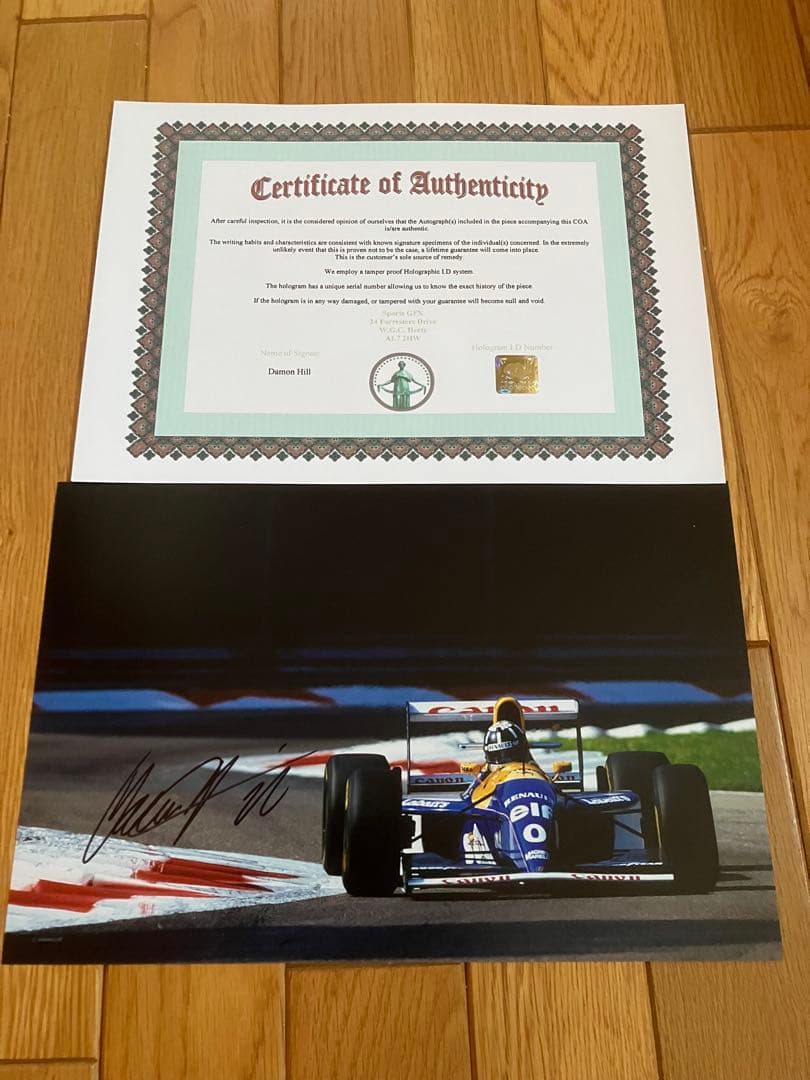 Certificate of Authenticity
After careful inspection, it is the considered opinion of ourselves that the Autograph(s) included in the piece accompanying this COA
is/are authentic.
The writing habits and characteristics are consistent with known signature specimens of the individual(s) concerned. In the extremely
unlikely event that this is proven not to be the case, a lifetime guarantee will come into place.
This is the customer's sole source of remedy.
We employ a tamper proof Holographic I.D system.
The hologram has a unique serial number allowing us to know the exact history of the piece.
If the hologram is in any way damaged, or tampered with your guarantee will become null and void.
Sports GFX
24 Forresters Drive
W.G.C. Herts
AL7 2HW
Name of Signee
Hologram I.D Number
Damon Hill
Canon
RENAULT
Canon
RENAULT
elf
0
Canon
Canon